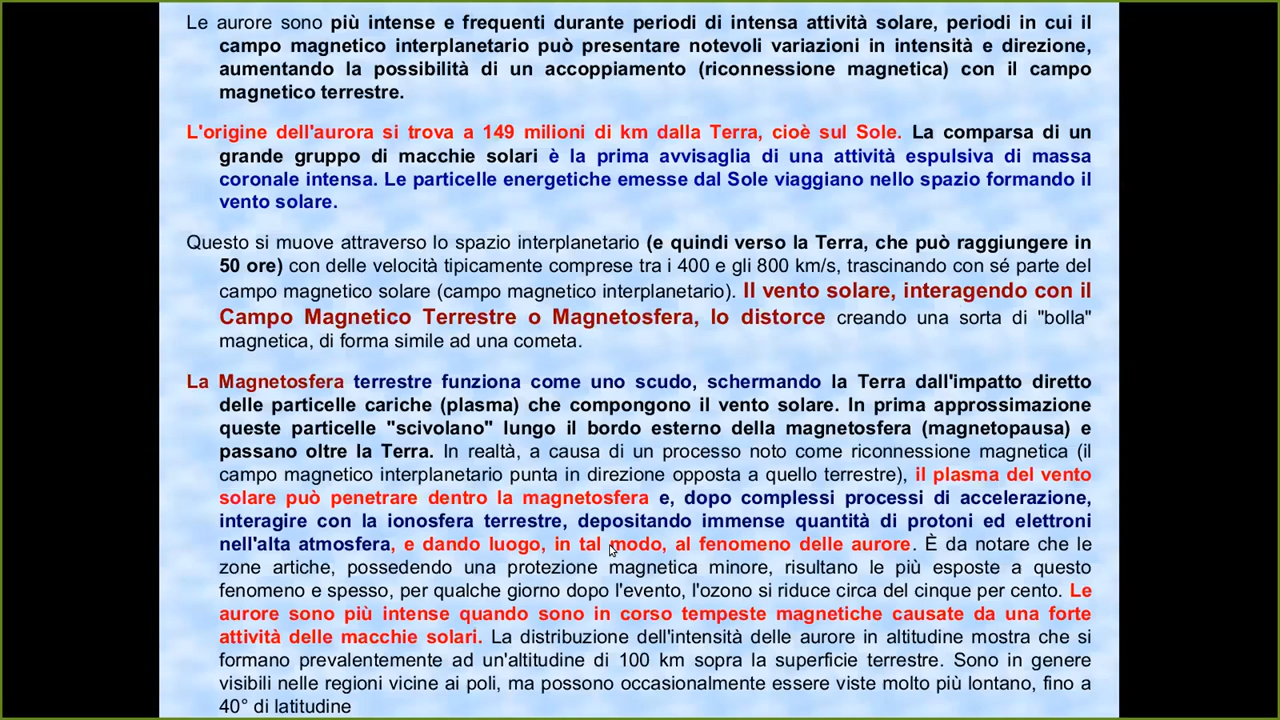 Le aurore sono più intense e frequenti durante periodi di intensa attività solare, periodi in cui il
campo magnetico interplanetario può presentare notevoli variazioni in intensità e direzione,
aumentando la possibilità di un accoppiamento (riconnessione magnetica) con il campo
magnetico terrestre.
L'origine dell'aurora si trova a 149 milioni di km dalla Terra, cioè sul Sole. La comparsa di un
grande gruppo di macchie solari è la prima avvisaglia di una attività espulsiva di massa
coronale intensa. Le particelle energetiche emesse dal Sole viaggiano nello spazio formando il
vento solare.
Questo si muove attraverso lo spazio interplanetario (e quindi verso la Terra, che può raggiungere in
50 ore) con delle velocità tipicamente comprese tra i 400 e gli 800 km/s, trascinando con sé parte del
campo magnetico solare (campo magnetico interplanetario). Il vento solare, interagendo con il
Campo Magnetico Terrestre o Magnetosfera, lo distorce creando una sorta di "bolla"
magnetica, di forma simile ad una cometa.
La Magnetosfera terrestre funziona come uno scudo, schermando la Terra dall'impatto diretto
delle particelle cariche (plasma) che compongono il vento solare. In prima approssimazione
queste particelle "scivolano" lungo il bordo esterno della magnetosfera (magnetopausa) e
passano oltre la Terra. In realtà, a causa di un processo noto come riconnessione magnetica (il
campo magnetico interplanetario punta in direzione opposta a quello terrestre), il plasma del vento
solare può penetrare dentro la magnetosfera e, dopo complessi processi di accelerazione,
interagire con la ionosfera terrestre, depositando immense quantità di protoni ed elettroni
nell'alta atmosfera, e dando luogo, in tal modo, al fenomeno delle aurore. È da notare che le
zone artiche, possedendo una protezione magnetica minore, risultano le più esposte a questo
fenomeno e spesso, per qualche giorno dopo l'evento, l'ozono si riduce circa del cinque per cento. Le
aurore sono più intense quando sono in corso tempeste magnetiche causate da una forte
attività delle macchie solari. La distribuzione dell'intensità delle aurore in altitudine mostra che si
formano prevalentemente ad un'altitudine di 100 km sopra la superficie terrestre. Sono in genere
visibili nelle regioni vicine ai poli, ma possono occasionalmente essere viste molto più lontano, fino a
40° di latitudine